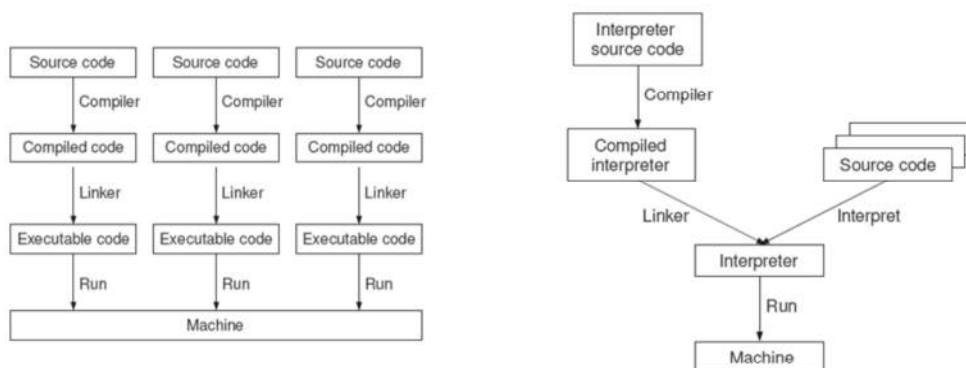 Source code
Source code
Source code
Compiler
Compiler
Compiler
Compiled code
Compiled code
Compiled code
Linker
Linker
Linker
Executable code
Executable code
Executable code
Run
Run
Run
Machine
Interpreter
source code
Compiler
Compiled
interpreter
Source code
Linker
Interpret
Interpreter
Run
Machine